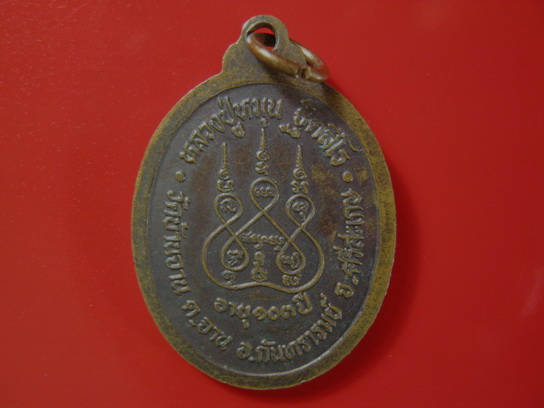 หลวงปู่หมุน ฐิตสีโล
อายุ๑๐๓ปี
วัดบ้านจาน ต.จาน อ.กันทรารมย์ จ.ศรีสะเกษ